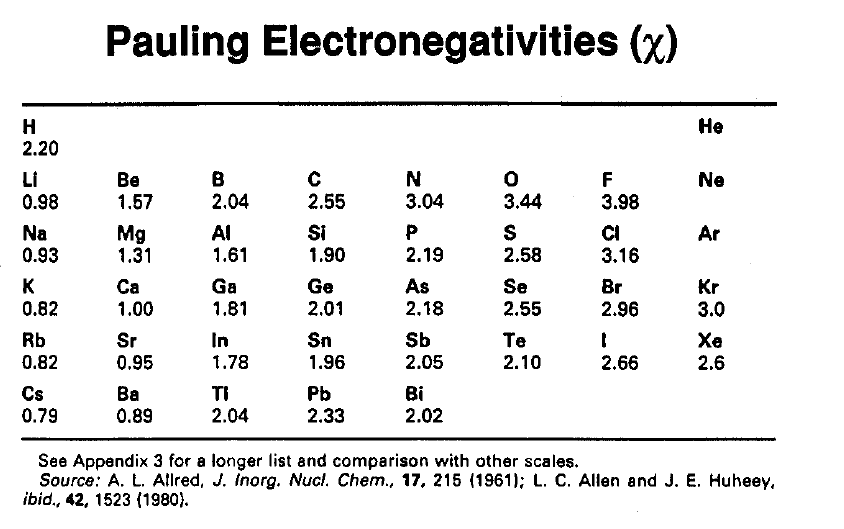 Pauling Electronegativities (χ)
H He
2.20
Li Be B C N O F Ne
0.98 1.57 2.04 2.55 3.04 3.44 3.98
Na Mg Al Si P S Cl Ar
0.93 1.31 1.61 1.90 2.19 2.58 3.16
K Ca Ga Ge As Se Br Kr
0.82 1.00 1.81 2.01 2.18 2.55 2.96 3.0
Rb Sr In Sn Sb Te I Xe
0.82 0.95 1.78 1.96 2.05 2.10 2.66 2.6
Cs Ba Tl Pb Bi
0.79 0.89 2.04 2.33 2.02
See Appendix 3 for a longer list and comparison with other scales.
Source: A. L. Allred, J. Inorg. Nucl. Chem., 17, 215 (1961); L. C. Allen and J. E. Huheey,
ibid., 42, 1523 (1980).